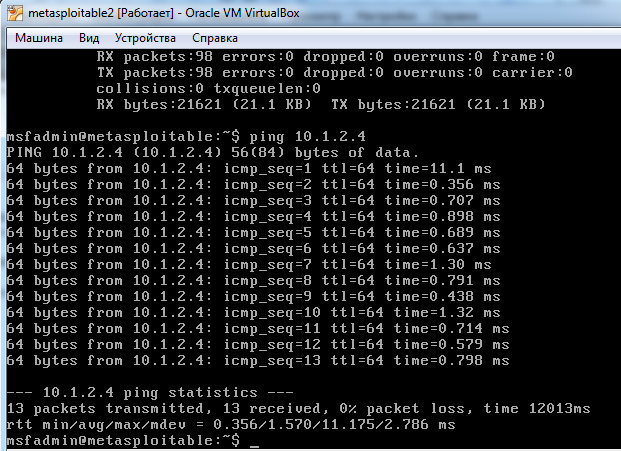 metasploitable2 [Работает] - Oracle VM VirtualBox
Машина Вид Устройства Справка
RX packets:98 errors:0 dropped:0 overruns:0 frame:0
TX packets:98 errors:0 dropped:0 overruns:0 carrier:0
collisions:0 txqueuelen:0
RX bytes:21621 (21.1 KB)  TX bytes:21621 (21.1 KB)
msfadmin@metasploitable:~$ ping 10.1.2.4
PING 10.1.2.4 (10.1.2.4) 56(84) bytes of data.
64 bytes from 10.1.2.4: icmp_seq=1 ttl=64 time=11.1 ms
64 bytes from 10.1.2.4: icmp_seq=2 ttl=64 time=0.356 ms
64 bytes from 10.1.2.4: icmp_seq=3 ttl=64 time=0.707 ms
64 bytes from 10.1.2.4: icmp_seq=4 ttl=64 time=0.898 ms
64 bytes from 10.1.2.4: icmp_seq=5 ttl=64 time=0.689 ms
64 bytes from 10.1.2.4: icmp_seq=6 ttl=64 time=0.637 ms
64 bytes from 10.1.2.4: icmp_seq=7 ttl=64 time=1.30 ms
64 bytes from 10.1.2.4: icmp_seq=8 ttl=64 time=0.791 ms
64 bytes from 10.1.2.4: icmp_seq=9 ttl=64 time=0.438 ms
64 bytes from 10.1.2.4: icmp_seq=10 ttl=64 time=1.32 ms
64 bytes from 10.1.2.4: icmp_seq=11 ttl=64 time=0.714 ms
64 bytes from 10.1.2.4: icmp_seq=12 ttl=64 time=0.579 ms
64 bytes from 10.1.2.4: icmp_seq=13 ttl=64 time=0.798 ms
--- 10.1.2.4 ping statistics ---
13 packets transmitted, 13 received, 0% packet loss, time 12013ms
rtt min/avg/max/mdev = 0.356/1.570/11.175/2.786 ms
msfadmin@metasploitable:~$ _